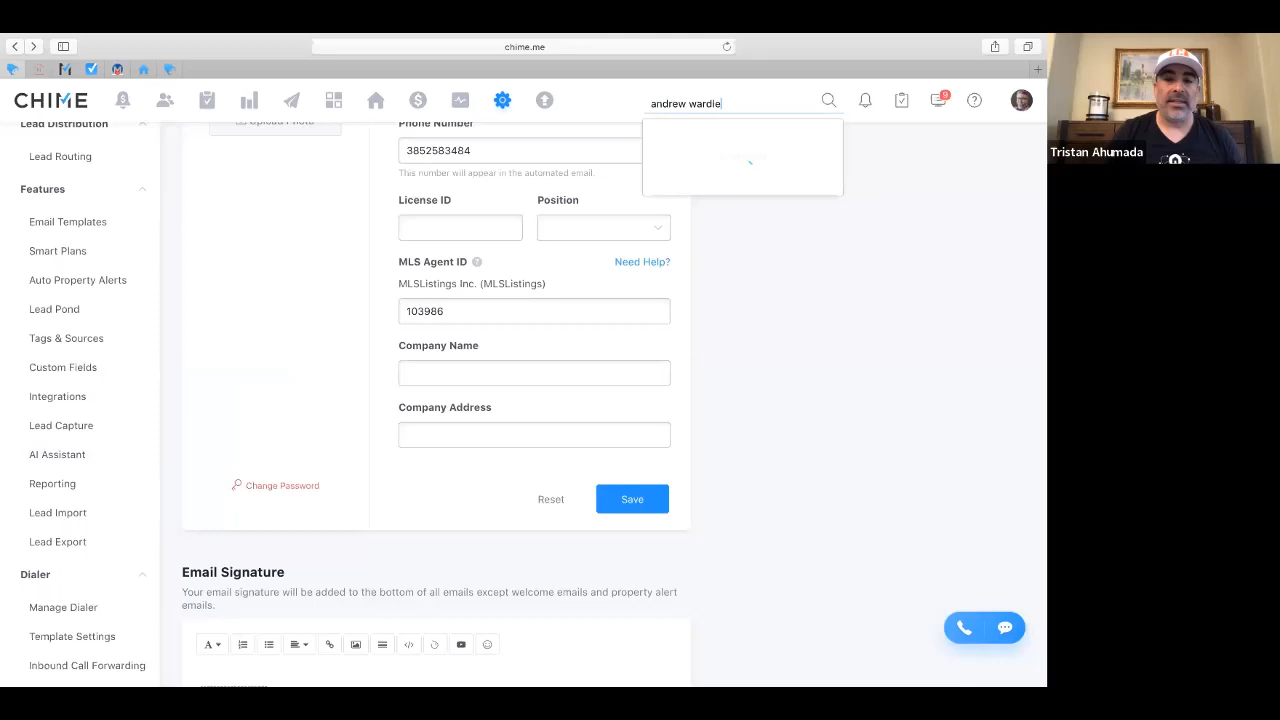 chime.me
CHIME
andrew wardie
9
Tristan Ahumada
Lead Distribution
Lead Routing
Features
Email Templates
Smart Plans
Auto Property Alerts
Lead Pond
Tags & Sources
Custom Fields
Integrations
Lead Capture
AI Assistant
Reporting
Lead Import
Lead Export
Dialer
Manage Dialer
Template Settings
Inbound Call Forwarding
Upload Photo
Change Password
Phone Number
3852583484
This number will appear in the automated email.
License ID Position
MLS Agent ID Need Help?
MLSListings Inc. (MLSListings)
103986
Company Name
Company Address
Reset Save
Email Signature
Your email signature will be added to the bottom of all emails except welcome emails and property alert
emails.